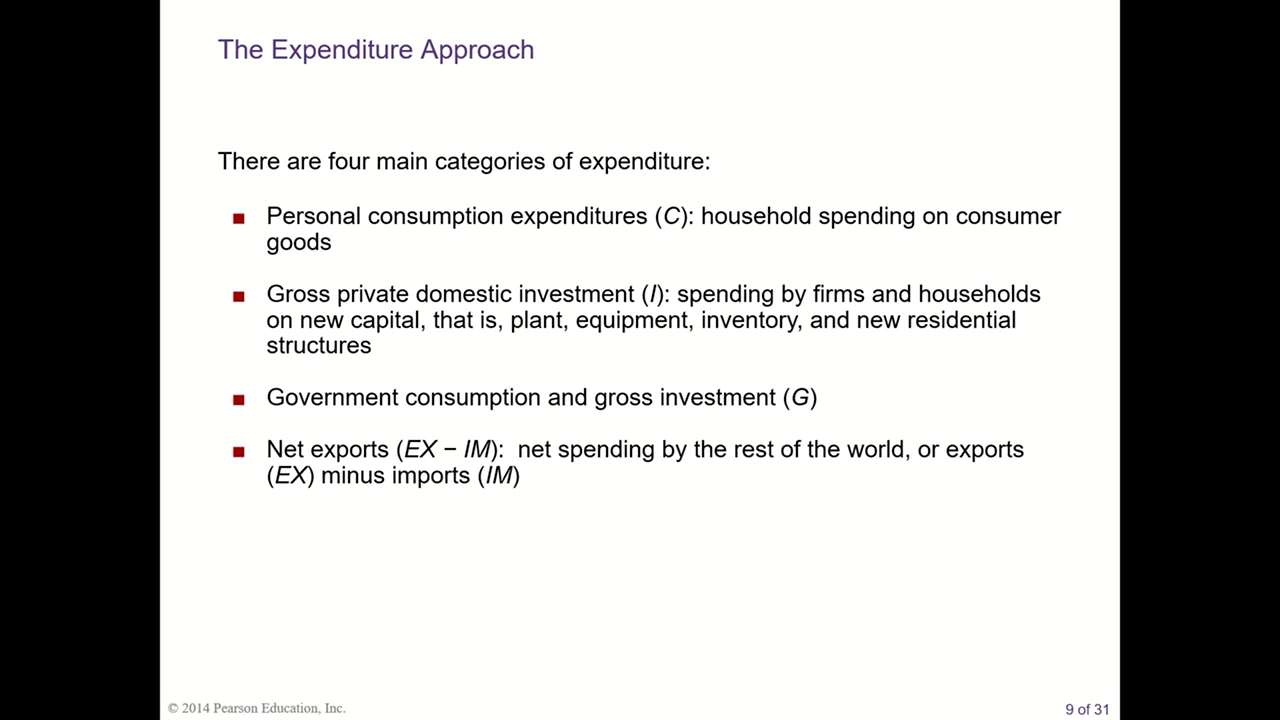 The Expenditure Approach
There are four main categories of expenditure:
■ Personal consumption expenditures (C): household spending on consumer
goods
■ Gross private domestic investment (I): spending by firms and households
on new capital, that is, plant, equipment, inventory, and new residential
structures
■ Government consumption and gross investment (G)
■ Net exports (EX − IM):  net spending by the rest of the world, or exports
(EX) minus imports (IM)
© 2014 Pearson Education, Inc.
9 of 31